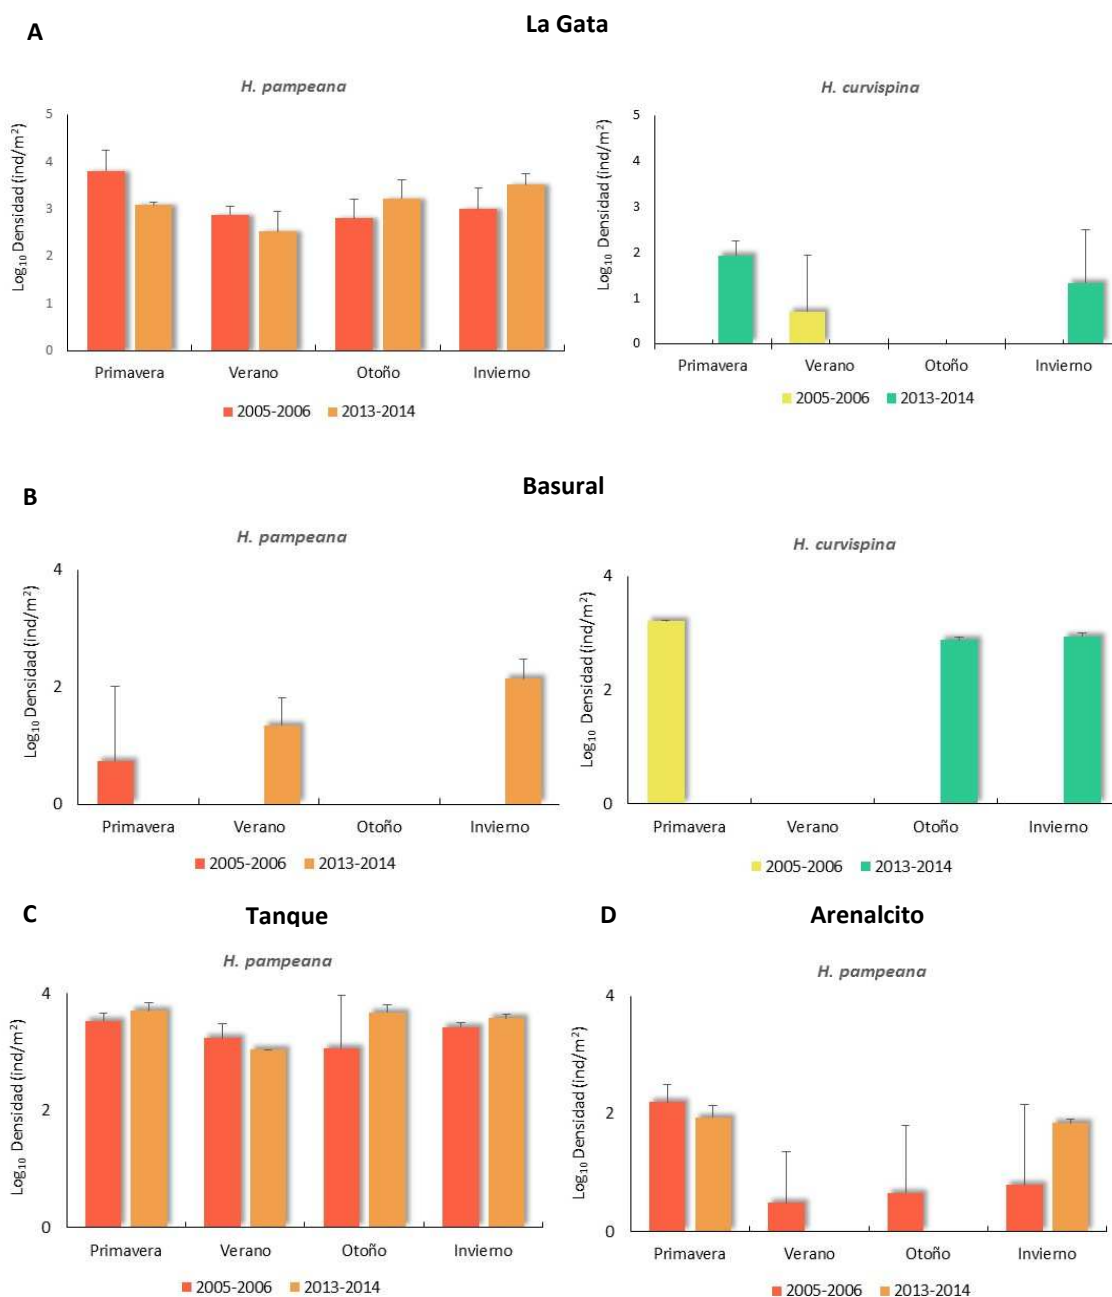 A
La Gata
H. pampeana
Log10 Densidad (ind/m²)
5
4
3
2
1
0
Primavera Verano Otoño Invierno
2005-2006 2013-2014
H. curvispina
Log10 Densidad (ind/m²)
5
4
3
2
1
0
Primavera Verano Otoño Invierno
2005-2006 2013-2014
B
Basural
H. pampeana
Log10 Densidad (ind/m²)
4
2
0
Primavera Verano Otoño Invierno
2005-2006 2013-2014
H. curvispina
Log10 Densidad (ind/m²)
4
2
0
Primavera Verano Otoño Invierno
2005-2006 2013-2014
C
Tanque
H. pampeana
Log10 Densidad (ind/m²)
4
2
0
Primavera Verano Otoño Invierno
2005-2006 2013-2014
D
Arenalcito
H. pampeana
Log10 Densidad (ind/m²)
4
2
0
Primavera Verano Otoño Invierno
2005-2006 2013-2014